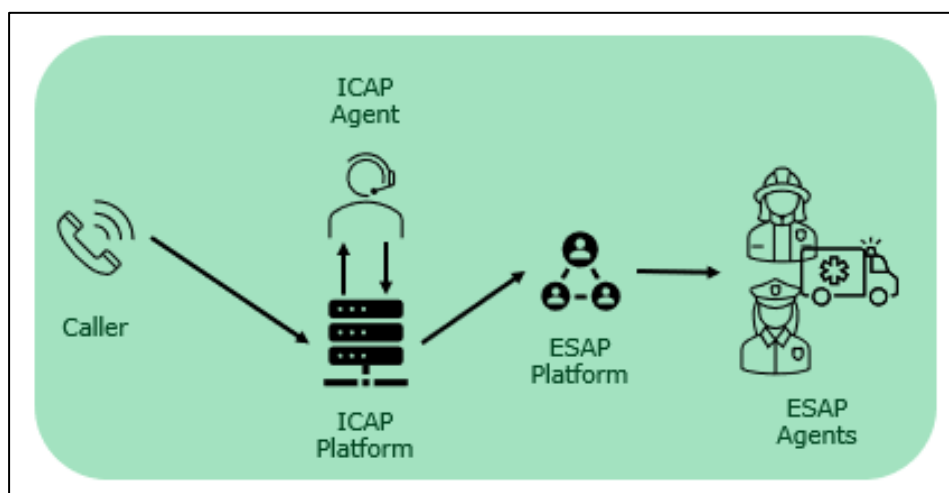 ICAP
Agent
Caller
ICAP
Platform
ESAP
Platform
ESAP
Agents